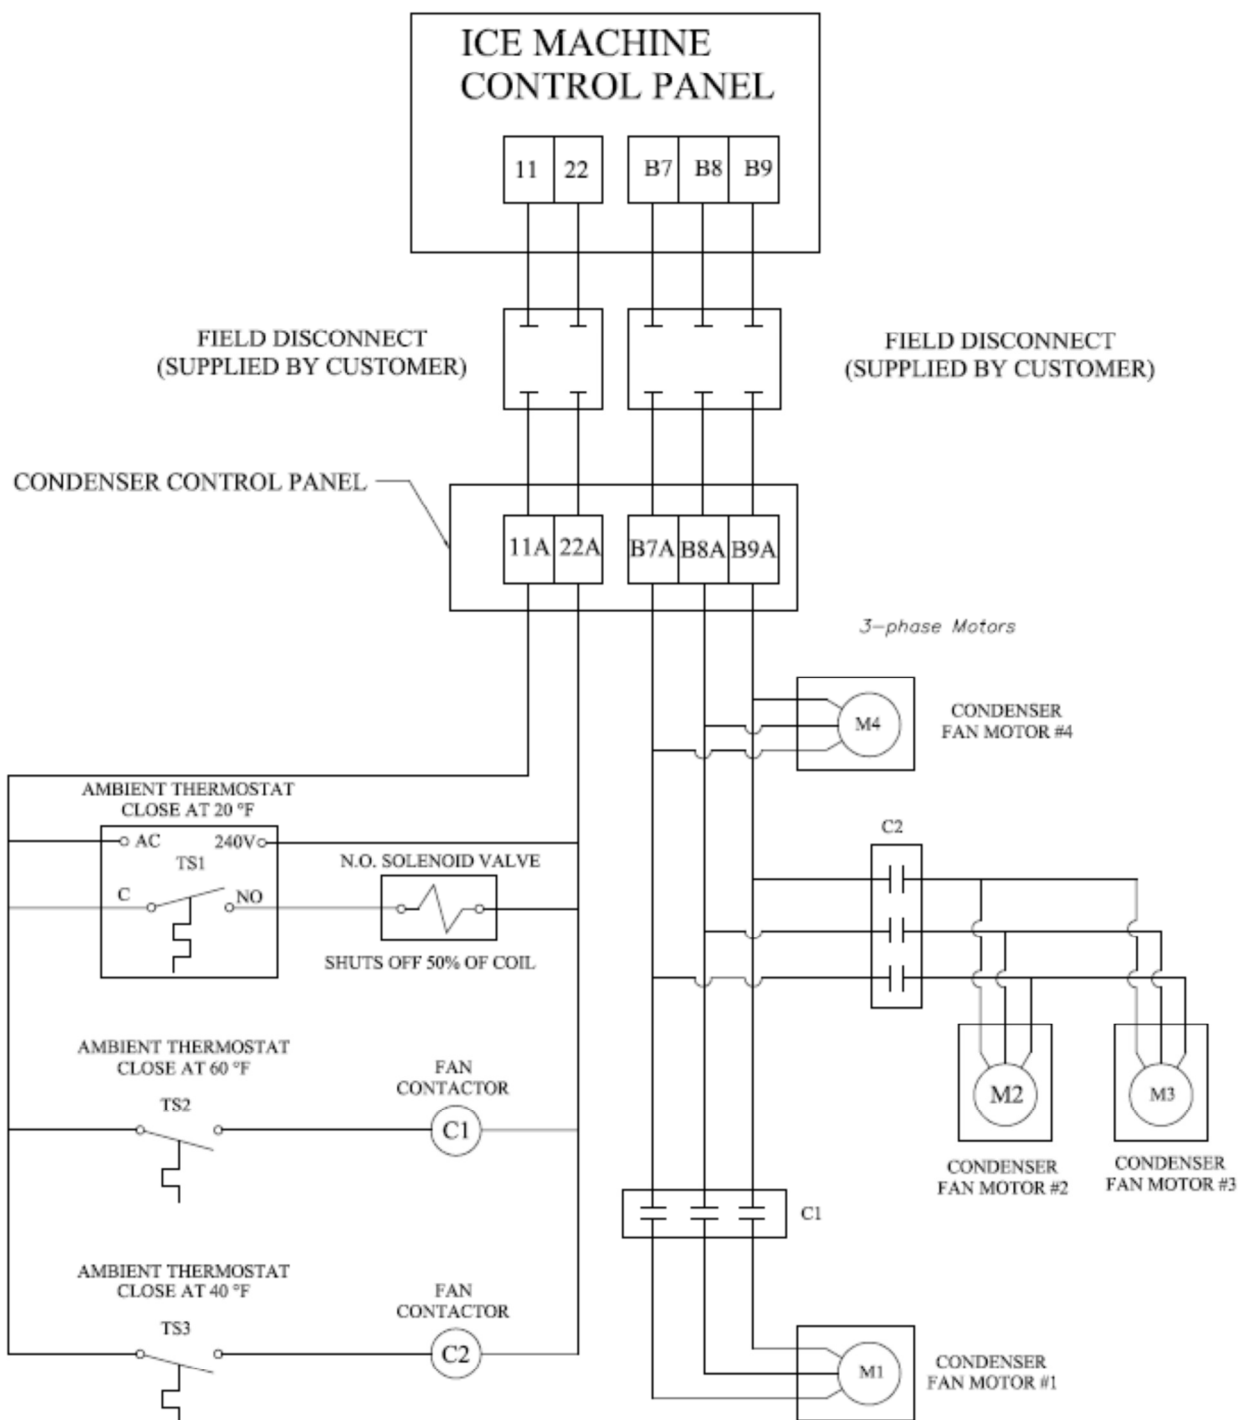 ICE MACHINE
CONTROL PANEL
11 22 B7 B8 B9
FIELD DISCONNECT
(SUPPLIED BY CUSTOMER)
FIELD DISCONNECT
(SUPPLIED BY CUSTOMER)
CONDENSER CONTROL PANEL
11A 22A B7A B8A B9A
3-phase Motors
M4
CONDENSER
FAN MOTOR #4
AMBIENT THERMOSTAT
CLOSE AT 20 °F
AC 240V
TS1
C NO
N.O. SOLENOID VALVE
SHUTS OFF 50% OF COIL
C2
M2
CONDENSER
FAN MOTOR #2
M3
CONDENSER
FAN MOTOR #3
AMBIENT THERMOSTAT
CLOSE AT 60 °F
TS2
FAN
CONTACTOR
C1
C1
AMBIENT THERMOSTAT
CLOSE AT 40 °F
TS3
FAN
CONTACTOR
C2
M1
CONDENSER
FAN MOTOR #1